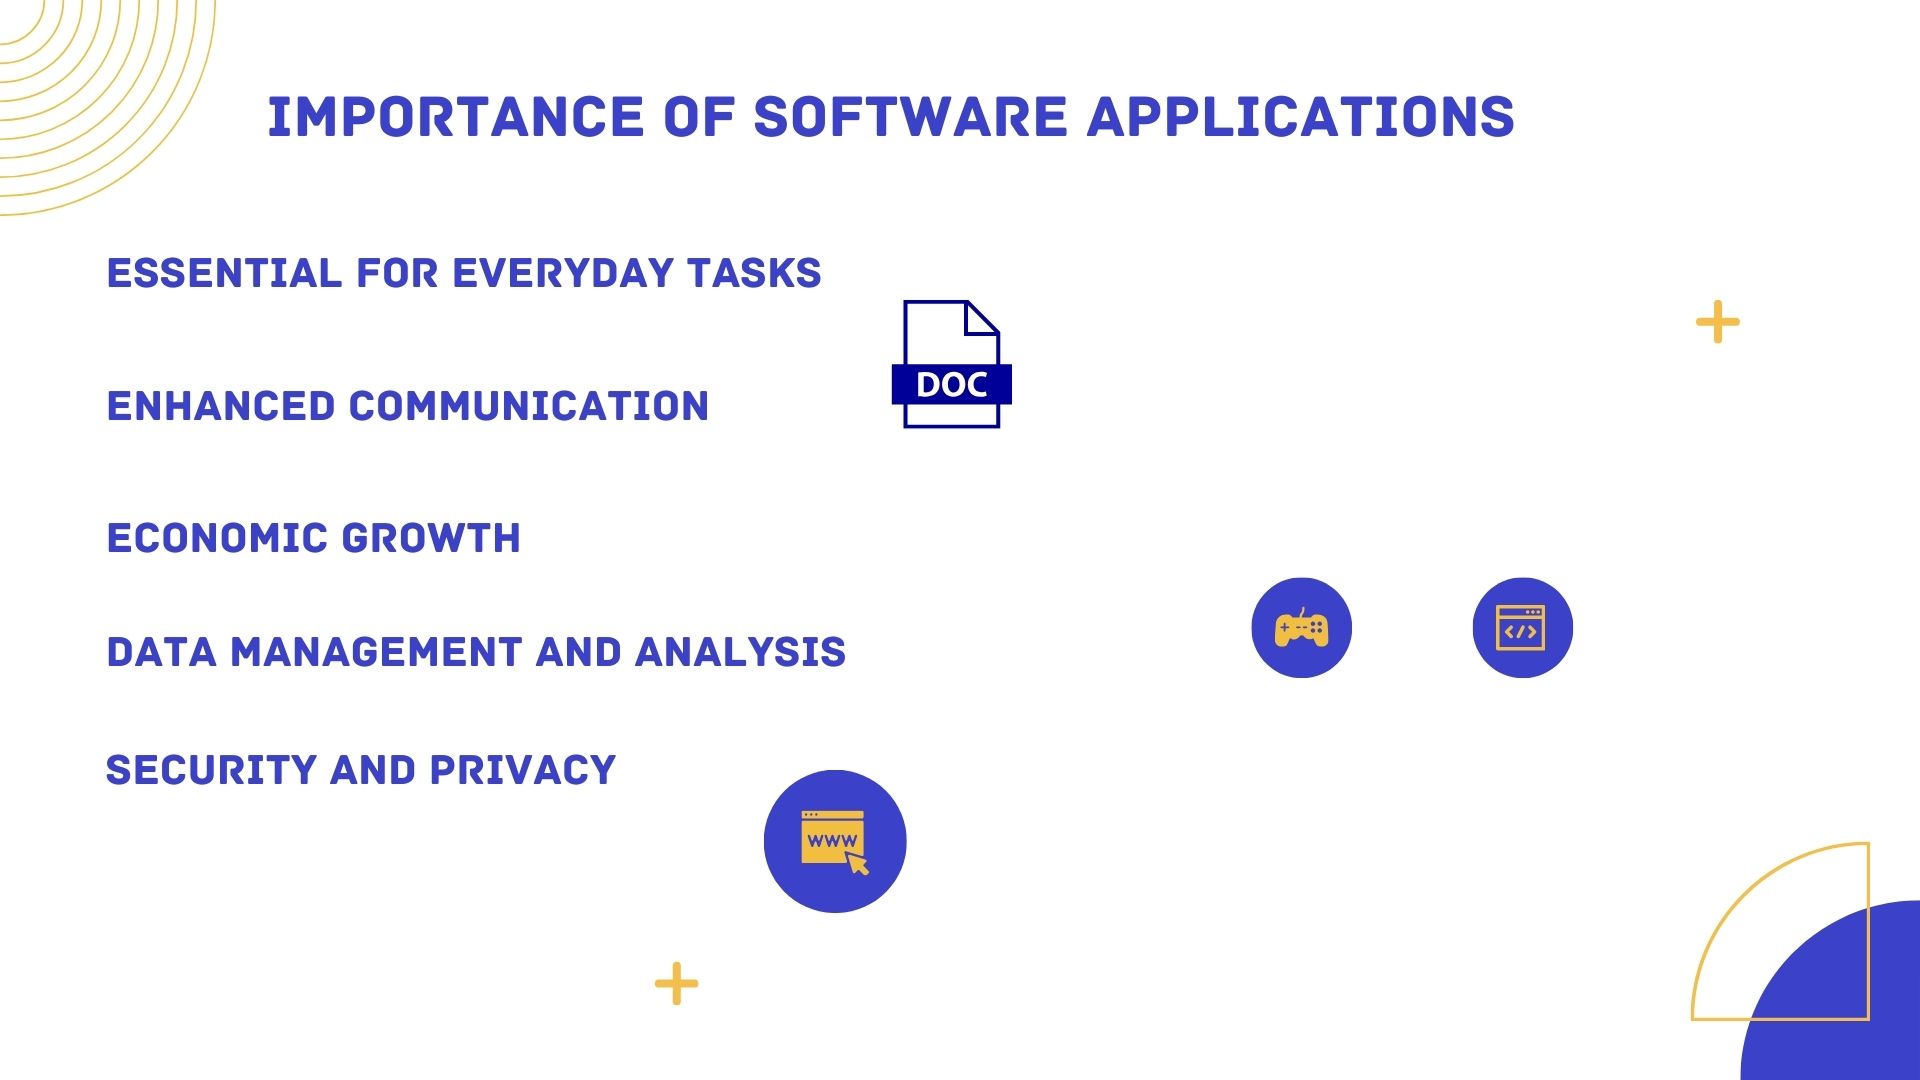 IMPORTANCE OF SOFTWARE APPLICATIONS
ESSENTIAL FOR EVERYDAY TASKS
DOC
ENHANCED COMMUNICATION
ECONOMIC GROWTH
DATA MANAGEMENT AND ANALYSIS
</>
SECURITY AND PRIVACY
WWW